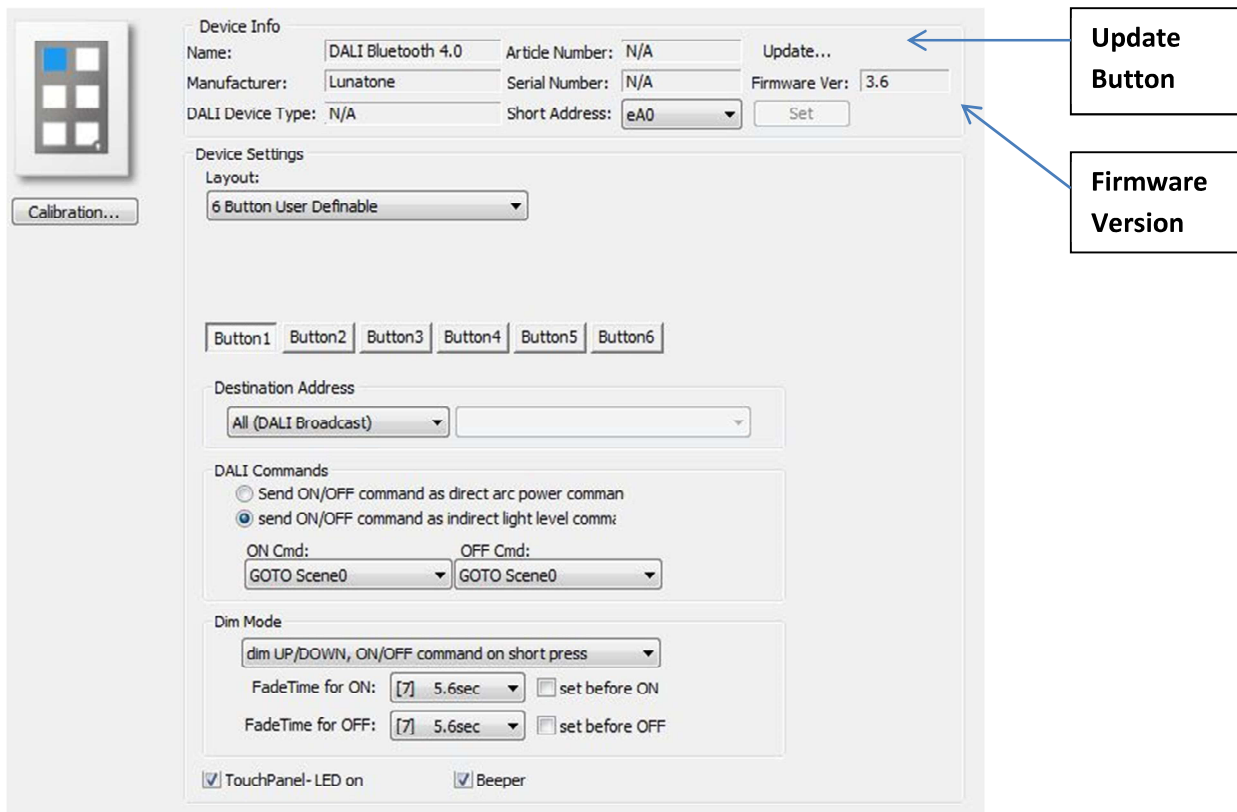 Device Info
Name: DALI Bluetooth 4.0 Article Number: N/A Update...
Manufacturer: Lunatone Serial Number: N/A Firmware Ver: 3.6
DALI Device Type: N/A Short Address: eA0 Set
Update
Button
Firmware
Version
Calibration...
Device Settings
Layout:
6 Button User Definable
Button1 Button2 Button3 Button4 Button5 Button6
Destination Address
All (DALI Broadcast)
DALI Commands
Send ON/OFF command as direct arc power comman
send ON/OFF command as indirect light level comma
ON Cmd: OFF Cmd:
GOTO Scene0 GOTO Scene0
Dim Mode
dim UP/DOWN, ON/OFF command on short press
FadeTime for ON: [7] 5.6sec set before ON
FadeTime for OFF: [7] 5.6sec set before OFF
TouchPanel-LED on Beeper